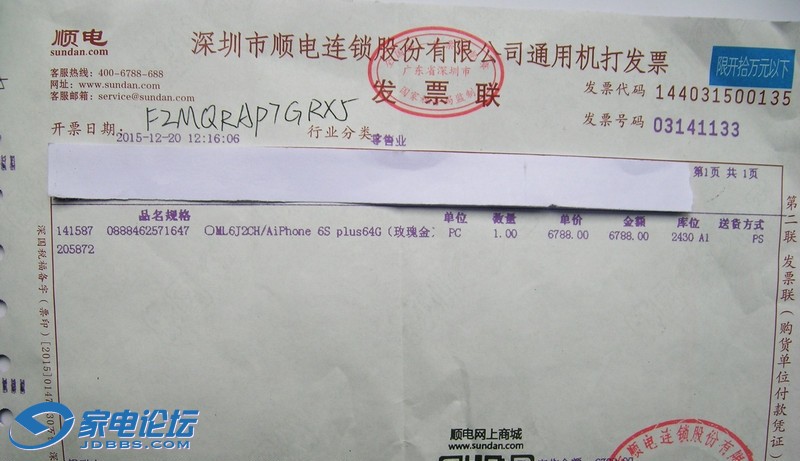 顺电
sundan.com
客服热线：400-6788-688
网址：www.sundan.com
客服邮箱：service@sundan.com
深圳市顺电连锁股份有限公司通用机打发票
广东省深圳市
发票联
限开拾万元以下
发票代码 144031500135
发票号码 03141133
开票日期： 2015-12-20 12:16:06
F2MQRAP7GRX5
行业分类 零售业
第1页 共 1页
品名规格 单位 数量 单价 金额 库位 送货方式
141587 0888462571647 ○ML6J2CH/AiPhone 6S plus64G（玫瑰金 PC 1.00 6788.00 6788.00 2430 A1 PS
205872
第二联 发票联（购货单位付款凭证）
家电论坛
JDBBS.COM
顺电网上商城
www.sundan.com
顺电连锁股份有